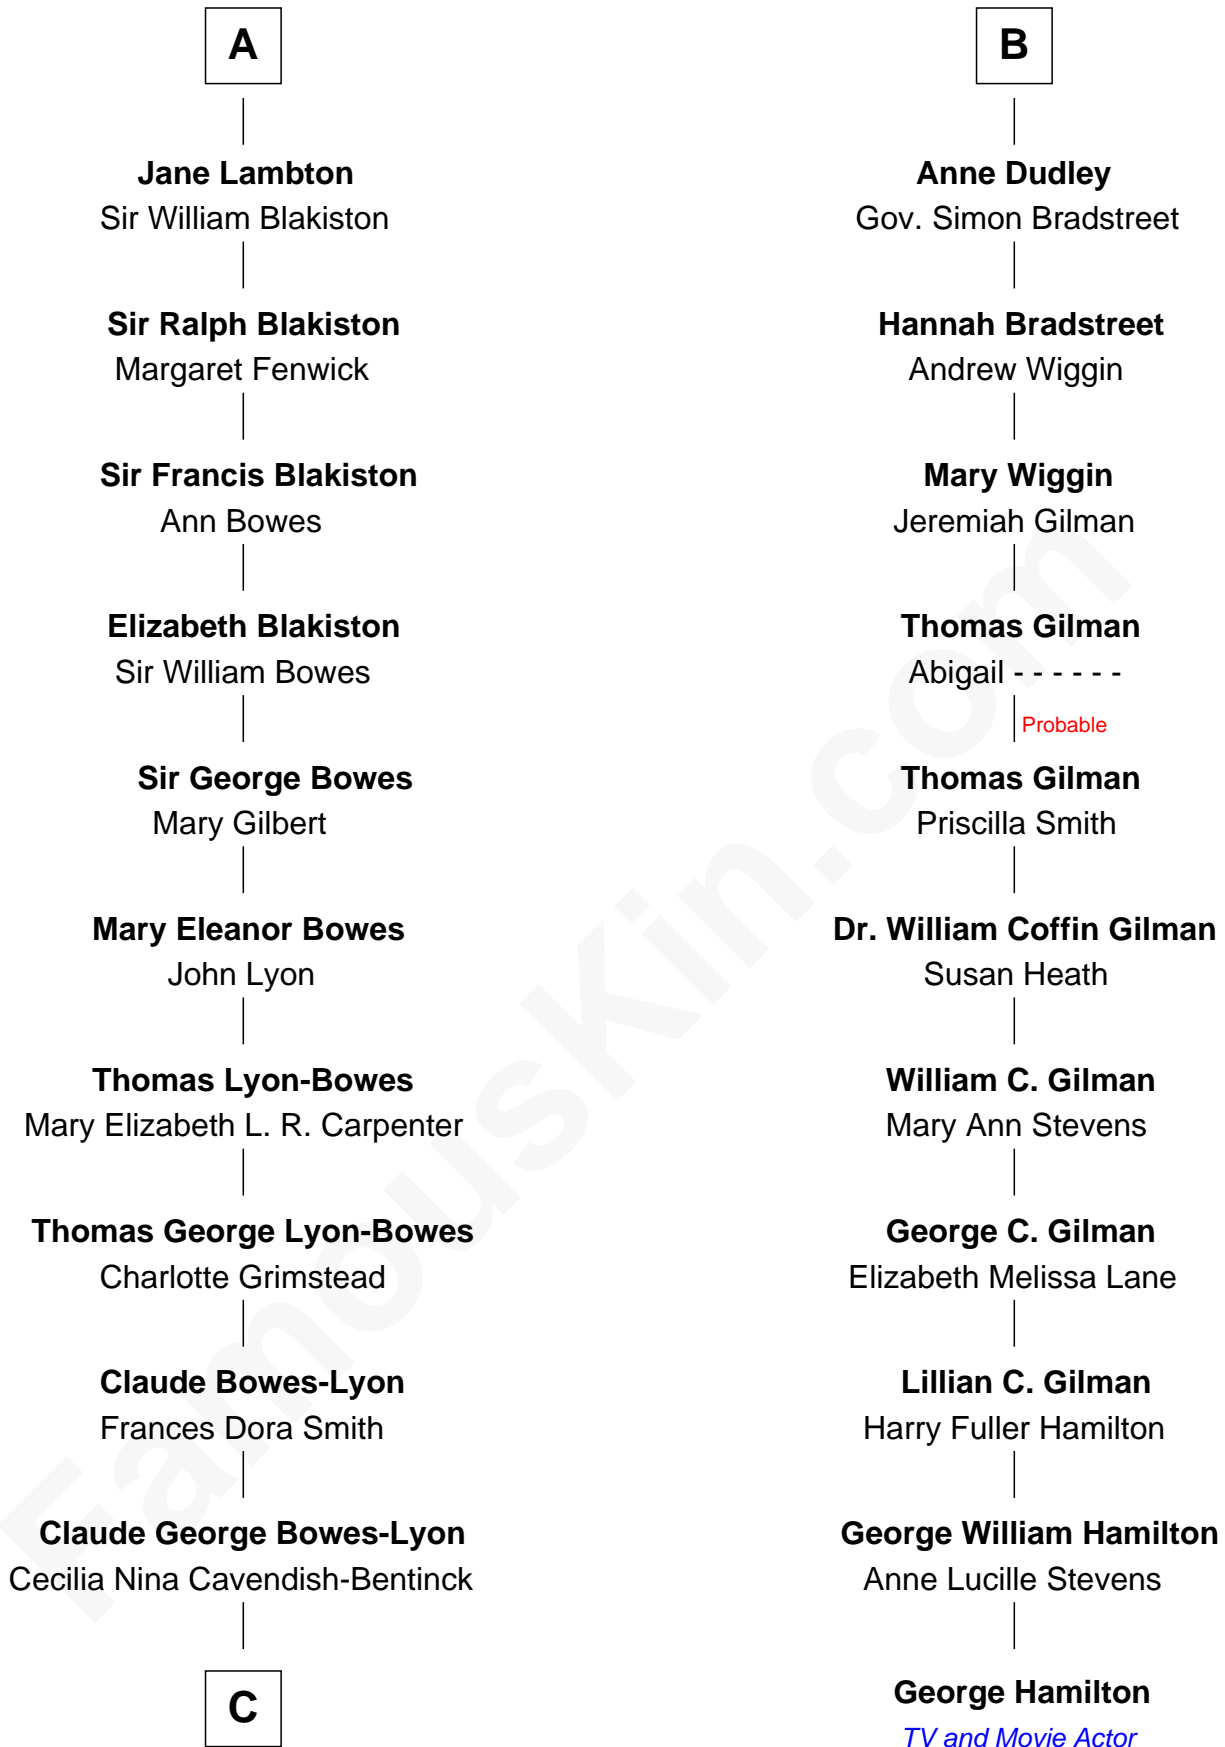 A
Jane Lambton
Sir William Blakiston
Sir Ralph Blakiston
Margaret Fenwick
Sir Francis Blakiston
Ann Bowes
Elizabeth Blakiston
Sir William Bowes
Sir George Bowes
Mary Gilbert
Mary Eleanor Bowes
John Lyon
Thomas Lyon-Bowes
Mary Elizabeth L. R. Carpenter
Thomas George Lyon-Bowes
Charlotte Grimstead
Claude Bowes-Lyon
Frances Dora Smith
Claude George Bowes-Lyon
Cecilia Nina Cavendish-Bentinck
C
B
Anne Dudley
Gov. Simon Bradstreet
Hannah Bradstreet
Andrew Wiggin
Mary Wiggin
Jeremiah Gilman
Thomas Gilman
Abigail - - - - - -
Probable
Thomas Gilman
Priscilla Smith
Dr. William Coffin Gilman
Susan Heath
William C. Gilman
Mary Ann Stevens
George C. Gilman
Elizabeth Melissa Lane
Lillian C. Gilman
Harry Fuller Hamilton
George William Hamilton
Anne Lucille Stevens
George Hamilton
TV and Movie Actor
FamousKin.com